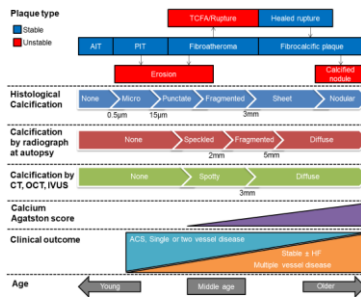 Plaque type
Stable
Unstable
TCFA/Rupture
Healed rupture
AIT
PIT
Fibroatheroma
Fibrocalcific plaque
Erosion
Calcified
nodule
Histological
Calcification
None
Micro
Punctate
Fragmented
Sheet
Nodular
0.5μm
15μm
3mm
Calcification
by radiograph
at autopsy
None
Speckled
Fragmented
Diffuse
2mm
5mm
Calcification by
CT, OCT, IVUS
None
Spotty
Diffuse
3mm
Calcium
Agatston score
Clinical outcome
ACS, Single or two vessel disease
Stable ± HF
Multiple vessel disease
Age
Young
Middle age
Older